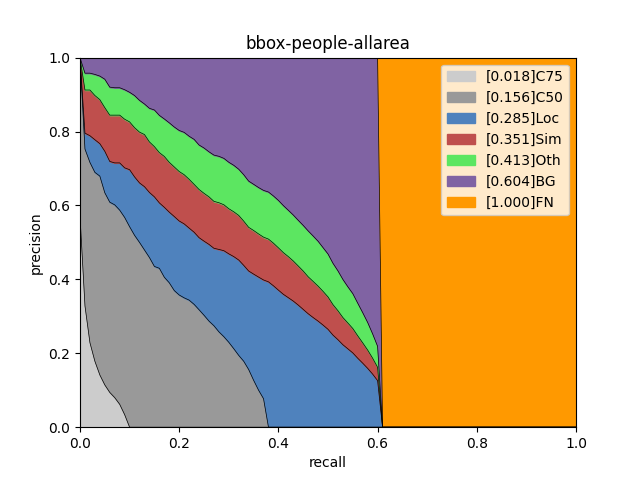 bbox-people-allarea
1.0
0.8
0.6
0.4
0.2
0.0
precision
[0.018]C75
[0.156]C50
[0.285]Loc
[0.351]Sim
[0.413]Oth
[0.604]BG
[1.000]FN
0.0 0.2 0.4 0.6 0.8 1.0
recall